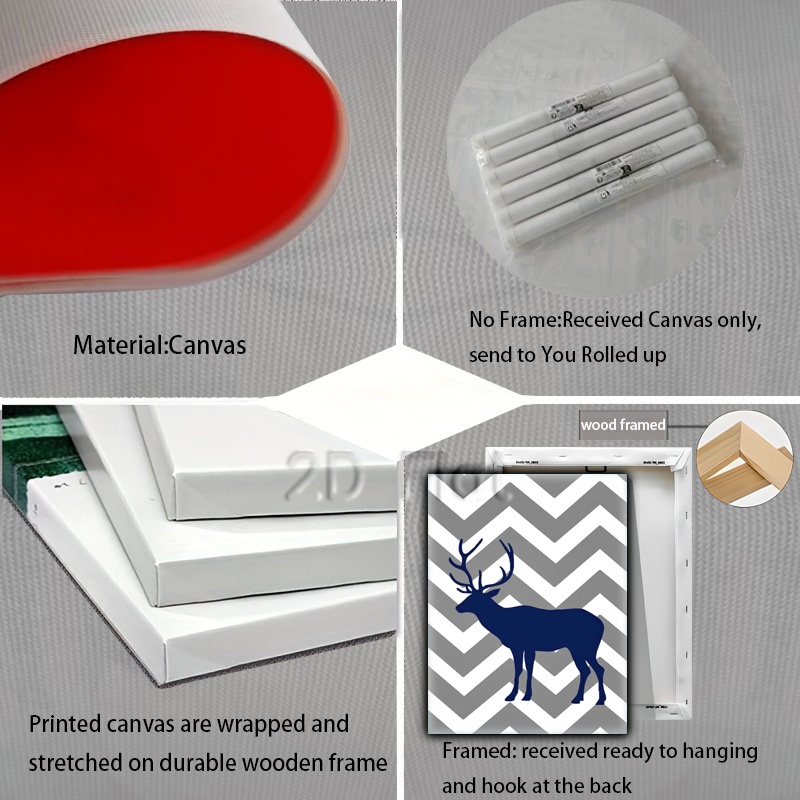 Material:Canvas
No Frame:Received Canvas only,
send to You Rolled up
2D Flat
wood framed
Printed canvas are wrapped and
stretched on durable wooden frame
Framed: received ready to hanging
and hook at the back